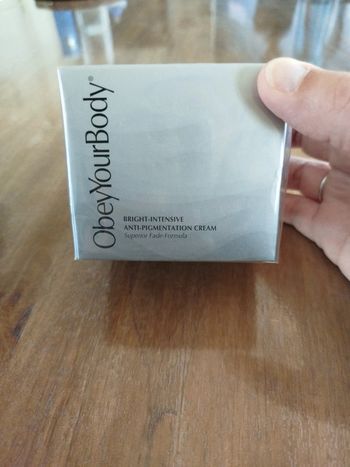 ObeyYourBody®
BRIGHT-INTENSIVE
ANTI-PIGMENTATION CREAM
Superior Fade-Formula